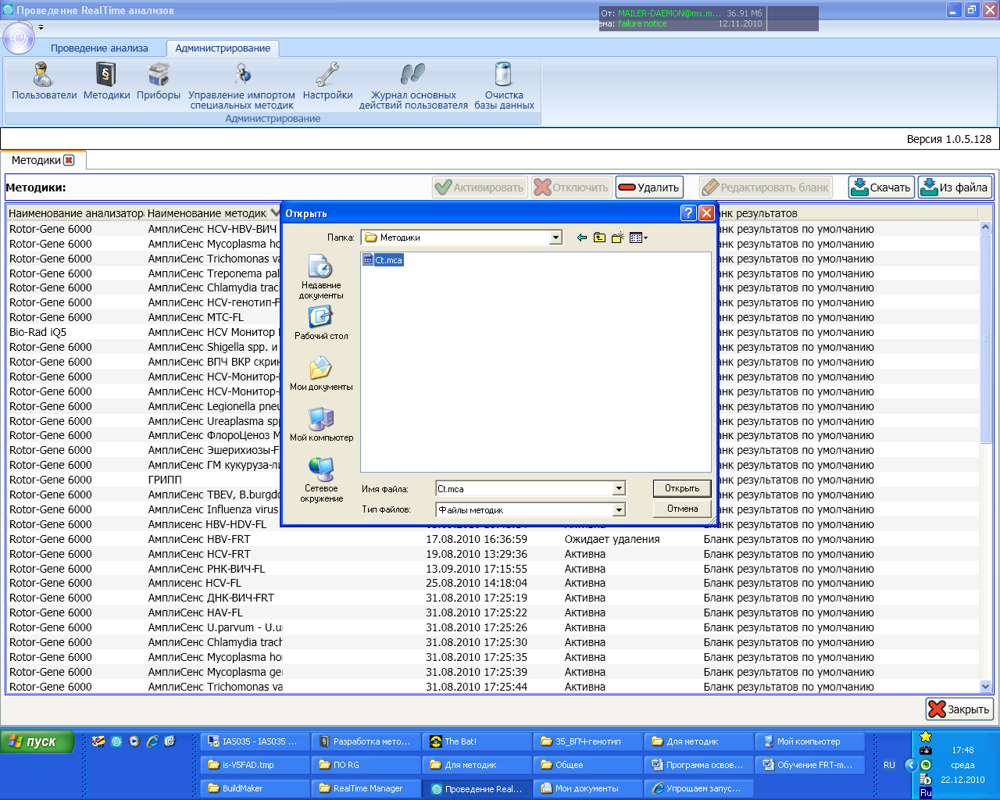 Проведение RealTime анализов
От: MAILER-DAEMON@mx.m... 36.91 Мб
ема: failure notice 12.11.2010
Проведение анализа Администрирование
Пользователи Методики Приборы Управление импортом специальных методик Настройки Журнал основных действий пользователя Очистка базы данных
Администрирование
Версия 1.0.5.128
Методики
Методики: Активировать Отключить Удалить Редактировать бланк Скачать Из файла
Наименование анализатора Наименование методик нк результатов
Rotor-Gene 6000 АмплиСенс HCV-HBV-ВИЧ анк результатов по умолчанию
Rotor-Gene 6000 АмплиСенс Mycoplasma ho анк результатов по умолчанию
Rotor-Gene 6000 АмплиСенс Trichomonas va анк результатов по умолчанию
Rotor-Gene 6000 АмплиСенс Treponema pal анк результатов по умолчанию
Rotor-Gene 6000 АмплиСенс Chlamydia trac анк результатов по умолчанию
Rotor-Gene 6000 АмплиСенс HCV-генотип-F анк результатов по умолчанию
Rotor-Gene 6000 АмплиСенс МТС-FL анк результатов по умолчанию
Bio-Rad iQ5 АмплиСенс HCV Монитор анк результатов по умолчанию
Rotor-Gene 6000 АмплиСенс Shigella spp. и анк результатов по умолчанию
Rotor-Gene 6000 АмплиСенс ВПЧ ВКР скрин анк результатов по умолчанию
Rotor-Gene 6000 АмплиСенс HCV-Монитор- анк результатов по умолчанию
Rotor-Gene 6000 АмплиСенс HCV-Монитор- анк результатов по умолчанию
Rotor-Gene 6000 АмплиСенс Legionella pneu анк результатов по умолчанию
Rotor-Gene 6000 АмплиСенс Ureaplasma spp анк результатов по умолчанию
Rotor-Gene 6000 АмплиСенс ФлороЦеноз М анк результатов по умолчанию
Rotor-Gene 6000 АмплиСенс Эшерихиозы-F анк результатов по умолчанию
Rotor-Gene 6000 АмплиСенс ГМ кукуруза-ли анк результатов по умолчанию
Rotor-Gene 6000 ГРИПП анк результатов по умолчанию
Rotor-Gene 6000 АмплиСенс TBEV, B.burgdo анк результатов по умолчанию
Rotor-Gene 6000 АмплиСенс Influenza virus анк результатов по умолчанию
Rotor-Gene 6000 Амплисенс HBV-HDV-FL Бланк результатов по умолчанию
Rotor-Gene 6000 АмплиСенс HBV-FRT 17.08.2010 16:36:59 Ожидает удаления Бланк результатов по умолчанию
Rotor-Gene 6000 АмплиСенс HCV-FRT 19.08.2010 13:29:36 Активна Бланк результатов по умолчанию
Rotor-Gene 6000 АмплиСенс РНК-ВИЧ-FL 13.09.2010 17:15:55 Активна Бланк результатов по умолчанию
Rotor-Gene 6000 Амплисенс HCV-FL 25.08.2010 14:18:04 Активна Бланк результатов по умолчанию
Rotor-Gene 6000 АмплиСенс ДНК-ВИЧ-FRT 31.08.2010 17:25:19 Активна Бланк результатов по умолчанию
Rotor-Gene 6000 АмплиСенс HAV-FL 31.08.2010 17:25:22 Активна Бланк результатов по умолчанию
Rotor-Gene 6000 АмплиСенс U.parvum - U.ur 31.08.2010 17:25:26 Активна Бланк результатов по умолчанию
Rotor-Gene 6000 АмплиСенс Chlamydia trach 31.08.2010 17:25:30 Активна Бланк результатов по умолчанию
Rotor-Gene 6000 АмплиСенс Mycoplasma ho 31.08.2010 17:25:35 Активна Бланк результатов по умолчанию
Rotor-Gene 6000 АмплиСенс Mycoplasma ge 31.08.2010 17:25:39 Активна Бланк результатов по умолчанию
Rotor-Gene 6000 АмплиСенс Trichomonas va 31.08.2010 17:25:44 Активна Бланк результатов по умолчанию
Открыть
Папка: Методики
Ct.mca
Недавние документы
Рабочий стол
Мои документы
Мой компьютер
Сетевое окружение
Имя файла: Ct.mca Открыть
Тип файлов: Файлы методик Отмена
Закрыть
пуск IAS035 - IAS035 ... Разработка мето... The Bat! 35_ВПЧ-генотип Для методик Мой компьютер
is-V5FAD.tmp ПО RG Для методик Общее Программа освое... Обучение FRT-m... RU 17:48
среда
BuildMaker RealTime Manager Проведение Real... Мои документы Упрощаем запус... 22.12.2010
Ru